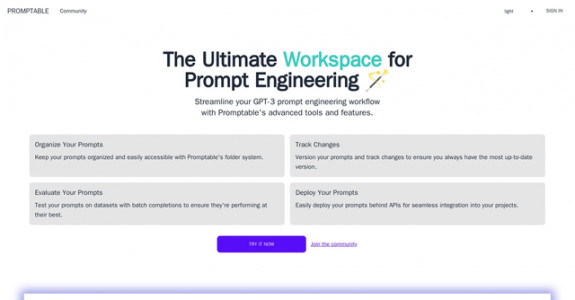 PROMPTABLE
Community
light
SIGN IN
The Ultimate Workspace for
Prompt Engineering 🪄
Streamline your GPT-3 prompt engineering workflow
with Promptable's advanced tools and features.
Organize Your Prompts
Keep your prompts organized and easily accessible with Promptable's folder system.
Track Changes
Version your prompts and track changes to ensure you always have the most up-to-date
version.
Evaluate Your Prompts
Test your prompts on datasets with batch completions to ensure they're performing at
their best.
Deploy Your Prompts
Easily deploy your prompts behind APIs for seamless integration into your projects.
TRY IT NOW
Join the community